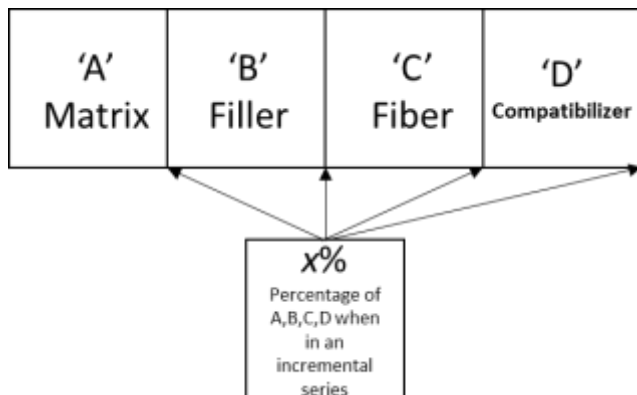 ‘A’
Matrix
‘B’
Filler
‘C’
Fiber
‘D’
Compatibilizer
x%
Percentage of
A,B,C,D when
in an
incremental
series